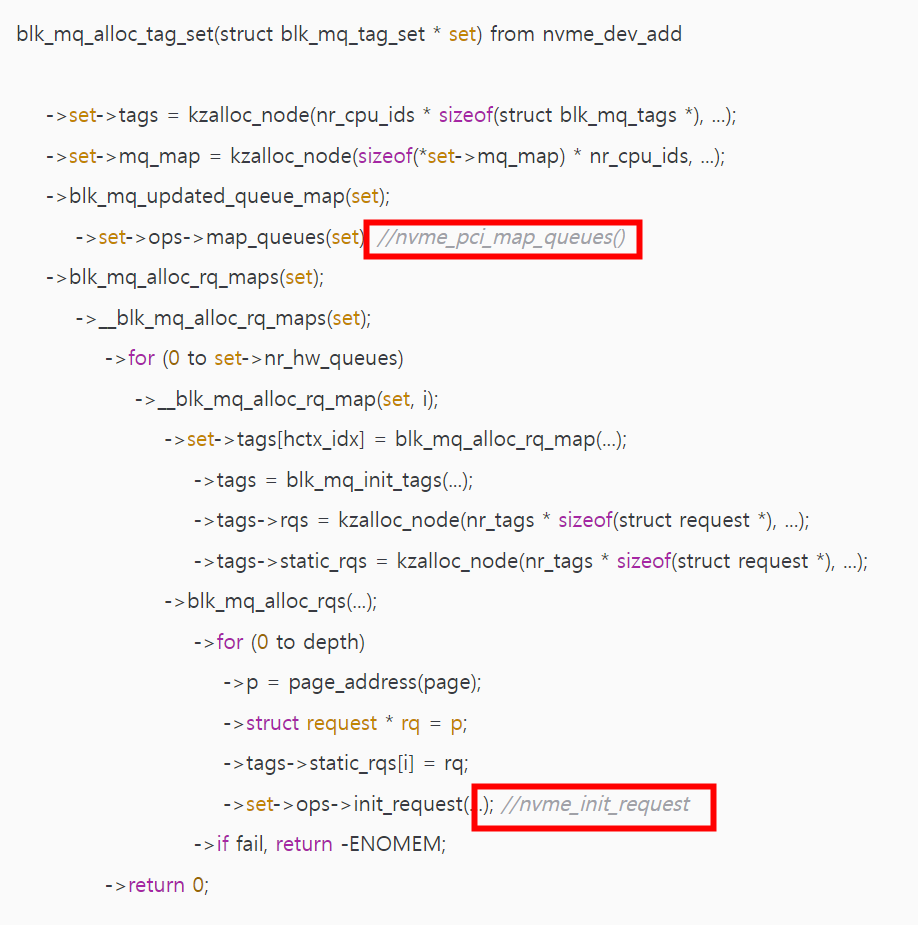 blk_mq_alloc_tag_set(struct blk_mq_tag_set * set) from nvme_dev_add
->set->tags = kzalloc_node(nr_cpu_ids * sizeof(struct blk_mq_tags *), ...);
->set->mq_map = kzalloc_node(sizeof(*set->mq_map) * nr_cpu_ids, ...);
->blk_mq_updated_queue_map(set);
->set->ops->map_queues(set) //nvme_pci_map_queues()
->blk_mq_alloc_rq_maps(set);
->__blk_mq_alloc_rq_maps(set);
->for (0 to set->nr_hw_queues)
->__blk_mq_alloc_rq_map(set, i);
->set->tags[hctx_idx] = blk_mq_alloc_rq_map(...);
->tags = blk_mq_init_tags(...);
->tags->rqs = kzalloc_node(nr_tags * sizeof(struct request *), ...);
->tags->static_rqs = kzalloc_node(nr_tags * sizeof(struct request *), ...);
->blk_mq_alloc_rqs(...);
->for (0 to depth)
->p = page_address(page);
->struct request * rq = p;
->tags->static_rqs[i] = rq;
->set->ops->init_request(...); //nvme_init_request
->if fail, return -ENOMEM;
->return 0;